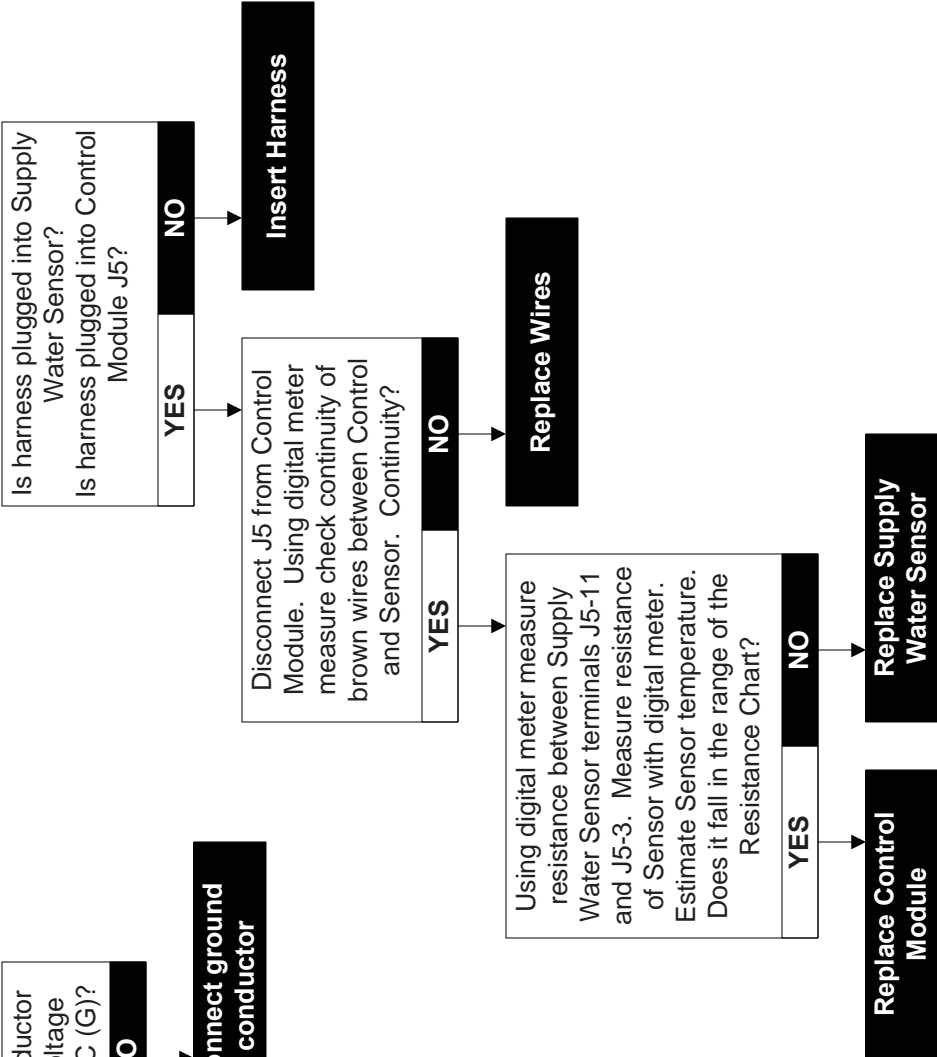 Is harness plugged into Supply
Water Sensor?
Is harness plugged into Control
Module J5?
YES
NO
Insert Harness
Disconnect J5 from Control
Module. Using digital meter
measure check continuity of
brown wires between Control
and Sensor. Continuity?
YES
NO
Replace Wires
Using digital meter measure
resistance between Supply
Water Sensor terminals J5-11
and J5-3. Measure resistance
of Sensor with digital meter.
Estimate Sensor temperature.
Does it fall in the range of the
Resistance Chart?
YES
NO
Replace Control
Module
Replace Supply
Water Sensor
(G)?
ground
conductor